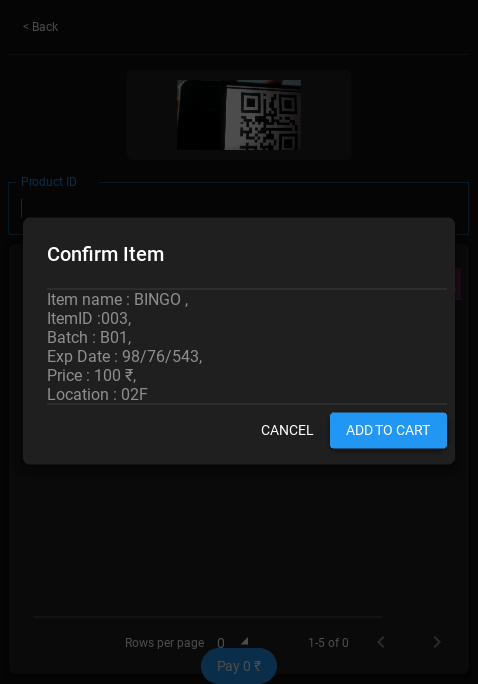 < Back
Product ID
Confirm Item
Item name : BINGO ,
ItemID :003,
Batch : B01,
Exp Date : 98/76/543,
Price : 100 ₹,
Location : 02F
CANCEL
ADD TO CART
Rows per page 0 1-5 of 0
Pay 0 ₹